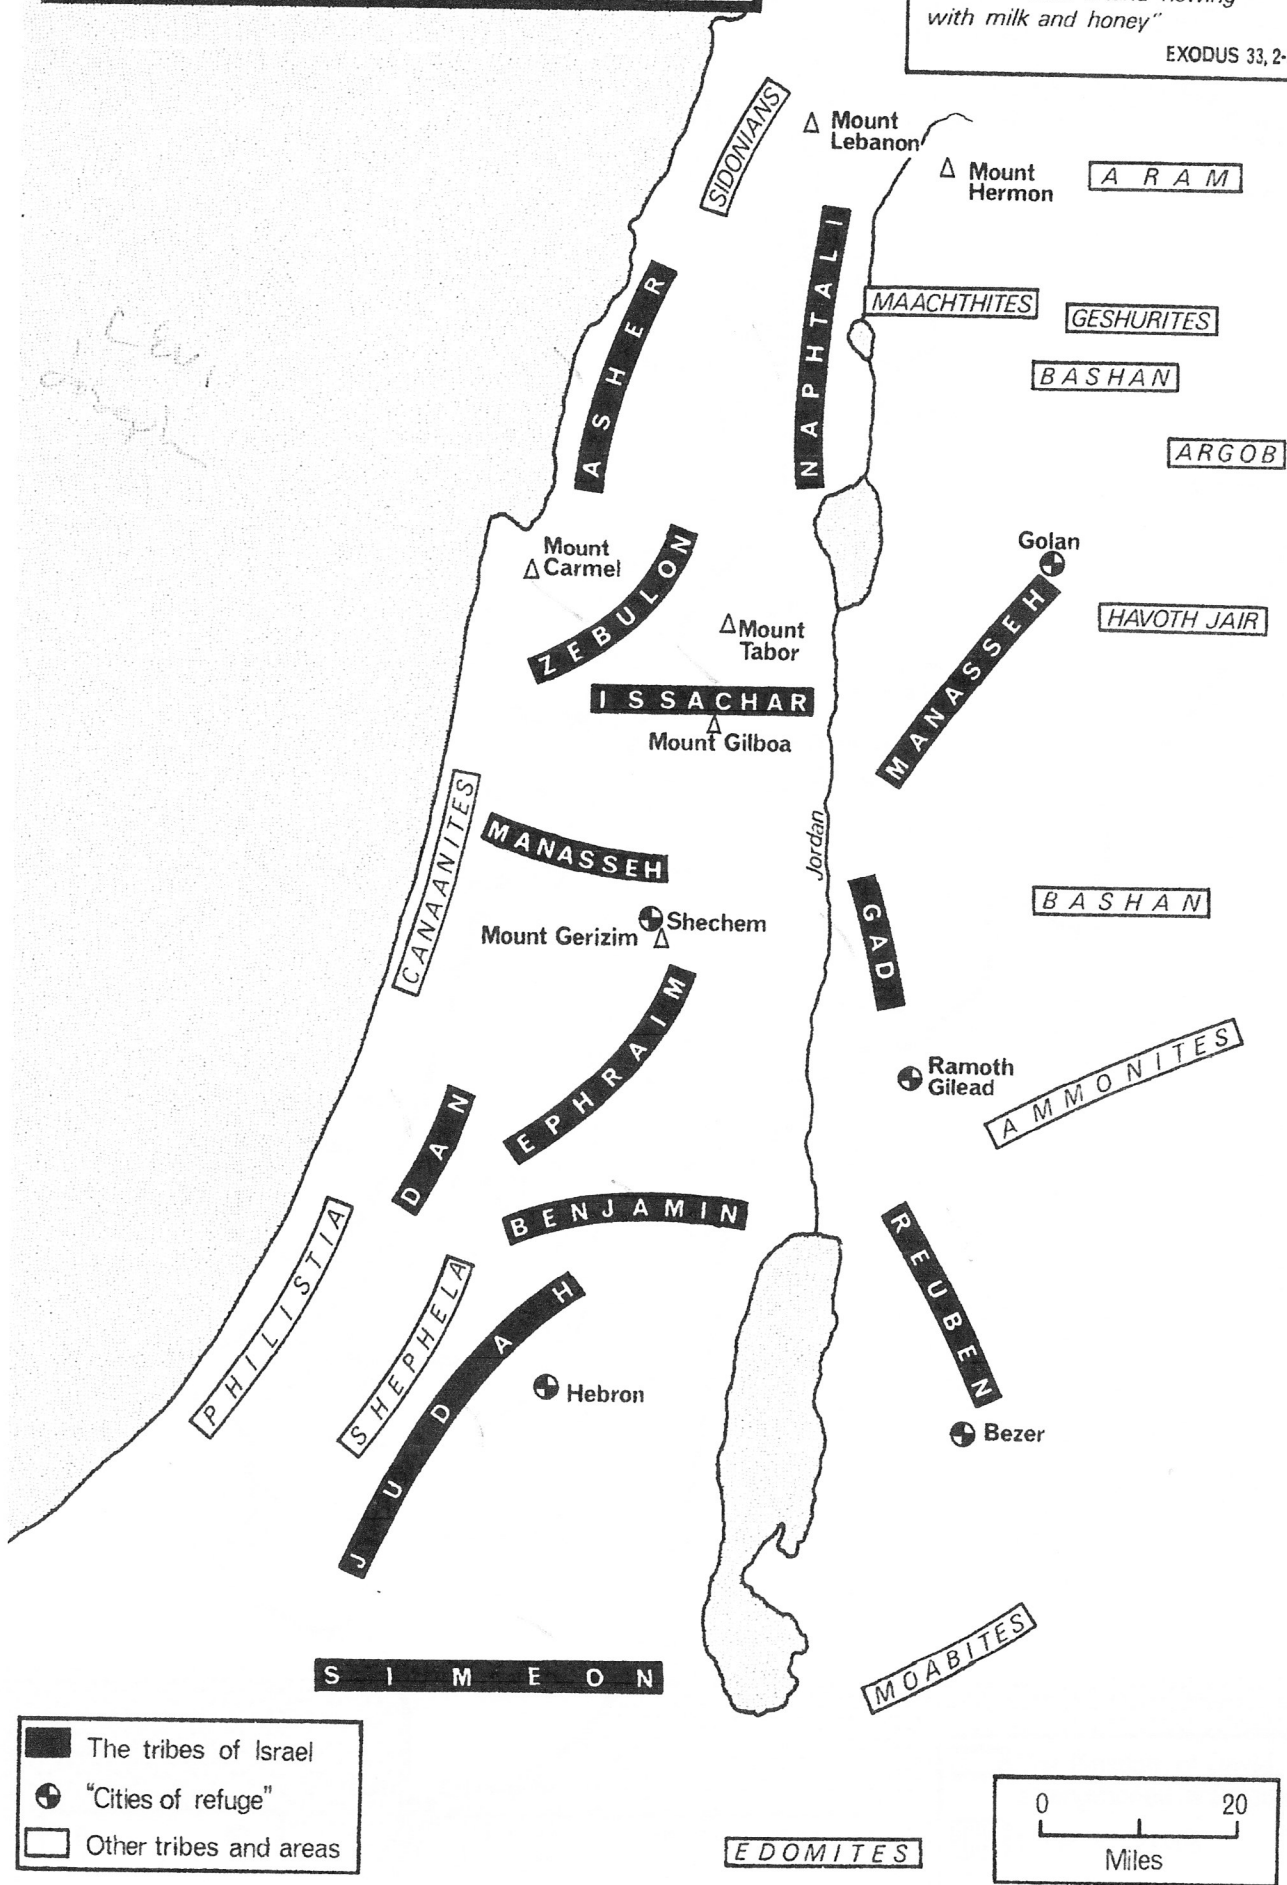 with milk and honey"
EXODUS 33, 2-
SIDONIANS
Mount
Lebanon
Mount
Hermon
ARAM
NAPHTALI
ASHER
MAACHTHITES
GESHURITES
BASHAN
ARGOB
Mount
Carmel
ZEBULON
Golan
Mount
Tabor
HAVOTH JAIR
MANASSEH
ISSACHAR
Mount Gilboa
CANAANITES
MANASSEH
Jordan
GAD
BASHAN
Shechem
Mount Gerizim
EPHRAIM
Ramoth
Gilead
AMMONITES
DAN
BENJAMIN
REUBEN
PHILISTIA
SHEPHELA
JUDAH
Hebron
Bezer
SIMEON
MOABITES
The tribes of Israel
"Cities of refuge"
Other tribes and areas
EDOMITES
0 20
Miles